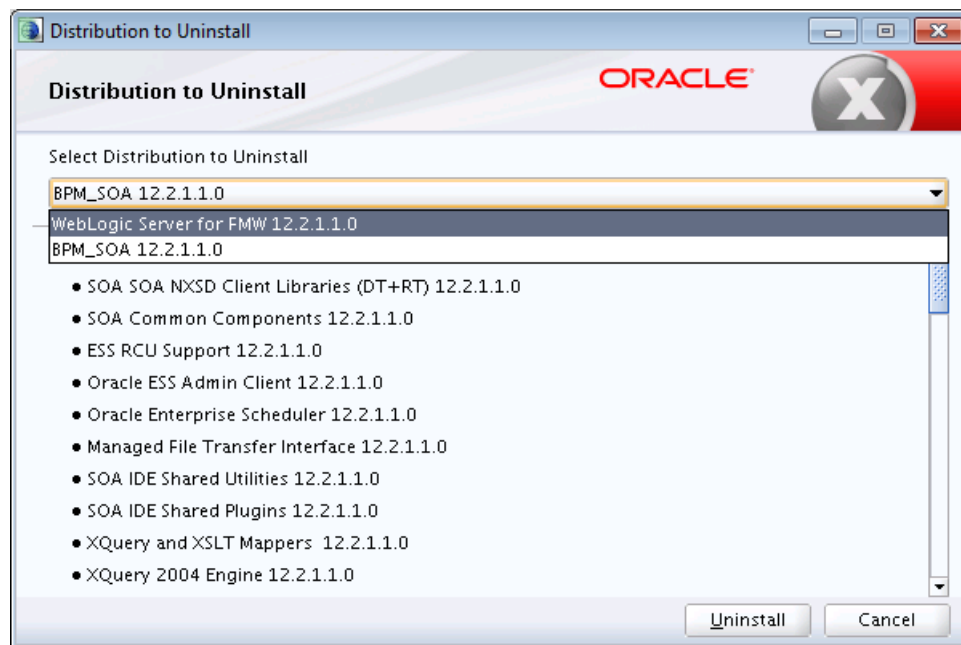 Distribution to Uninstall
Distribution to Uninstall
ORACLE
Select Distribution to Uninstall
BPM_SOA 12.2.1.1.0
WebLogic Server for FMW 12.2.1.1.0
BPM_SOA 12.2.1.1.0
• SOA SOA NXSD Client Libraries (DT+RT) 12.2.1.1.0
• SOA Common Components 12.2.1.1.0
• ESS RCU Support 12.2.1.1.0
• Oracle ESS Admin Client 12.2.1.1.0
• Oracle Enterprise Scheduler 12.2.1.1.0
• Managed File Transfer Interface 12.2.1.1.0
• SOA IDE Shared Utilities 12.2.1.1.0
• SOA IDE Shared Plugins 12.2.1.1.0
• XQuery and XSLT Mappers 12.2.1.1.0
• XQuery 2004 Engine 12.2.1.1.0
Uninstall Cancel